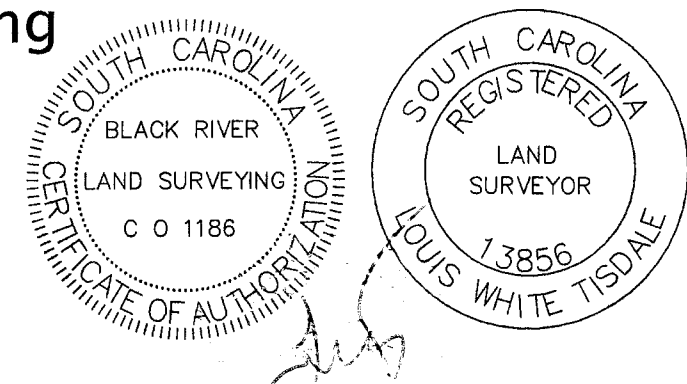 ng
SOUTH CAROLINA
BLACK RIVER
LAND SURVEYING
C O 1186
CERTIFICATE OF AUTHORIZATION
SOUTH CAROLINA
REGISTERED
LAND
SURVEYOR
13856
LOUIS WHITE TISDALE